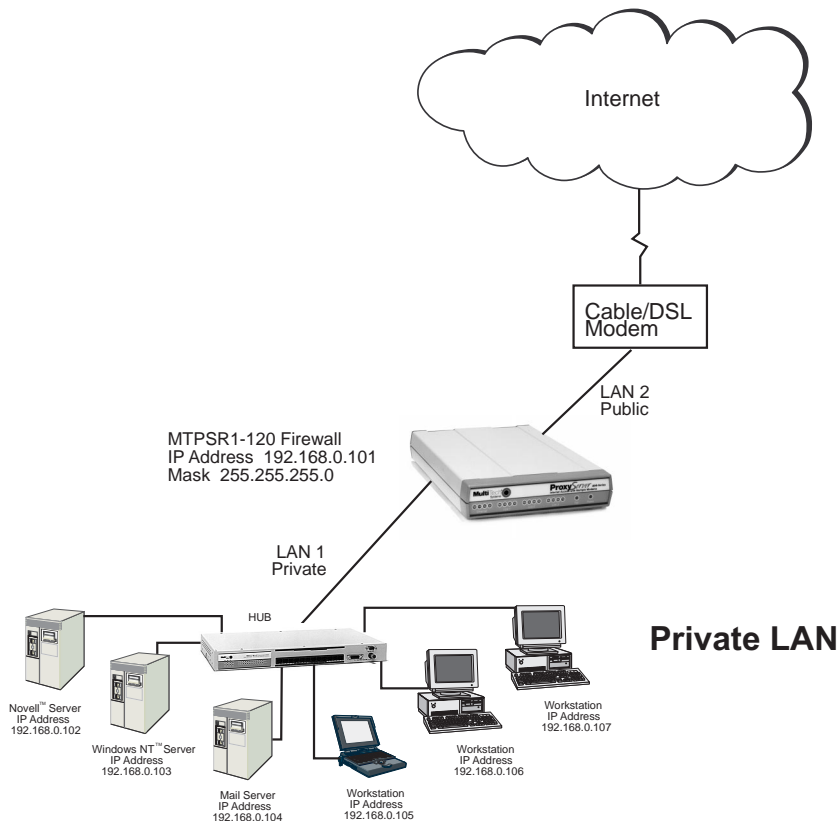 Internet
Cable/DSL
Modem
LAN 2
Public
MTPSR1-120 Firewall
IP Address 192.168.0.101
Mask 255.255.255.0
Multi
ProxyServer
LAN 1
Private
HUB
Private LAN
Novell™ Server
IP Address
192.168.0.102
Windows NT™ Server
IP Address
192.168.0.103
Mail Server
IP Address
192.168.0.104
Workstation
IP Address
192.168.0.105
Workstation
IP Address
192.168.0.106
Workstation
IP Address
192.168.0.107